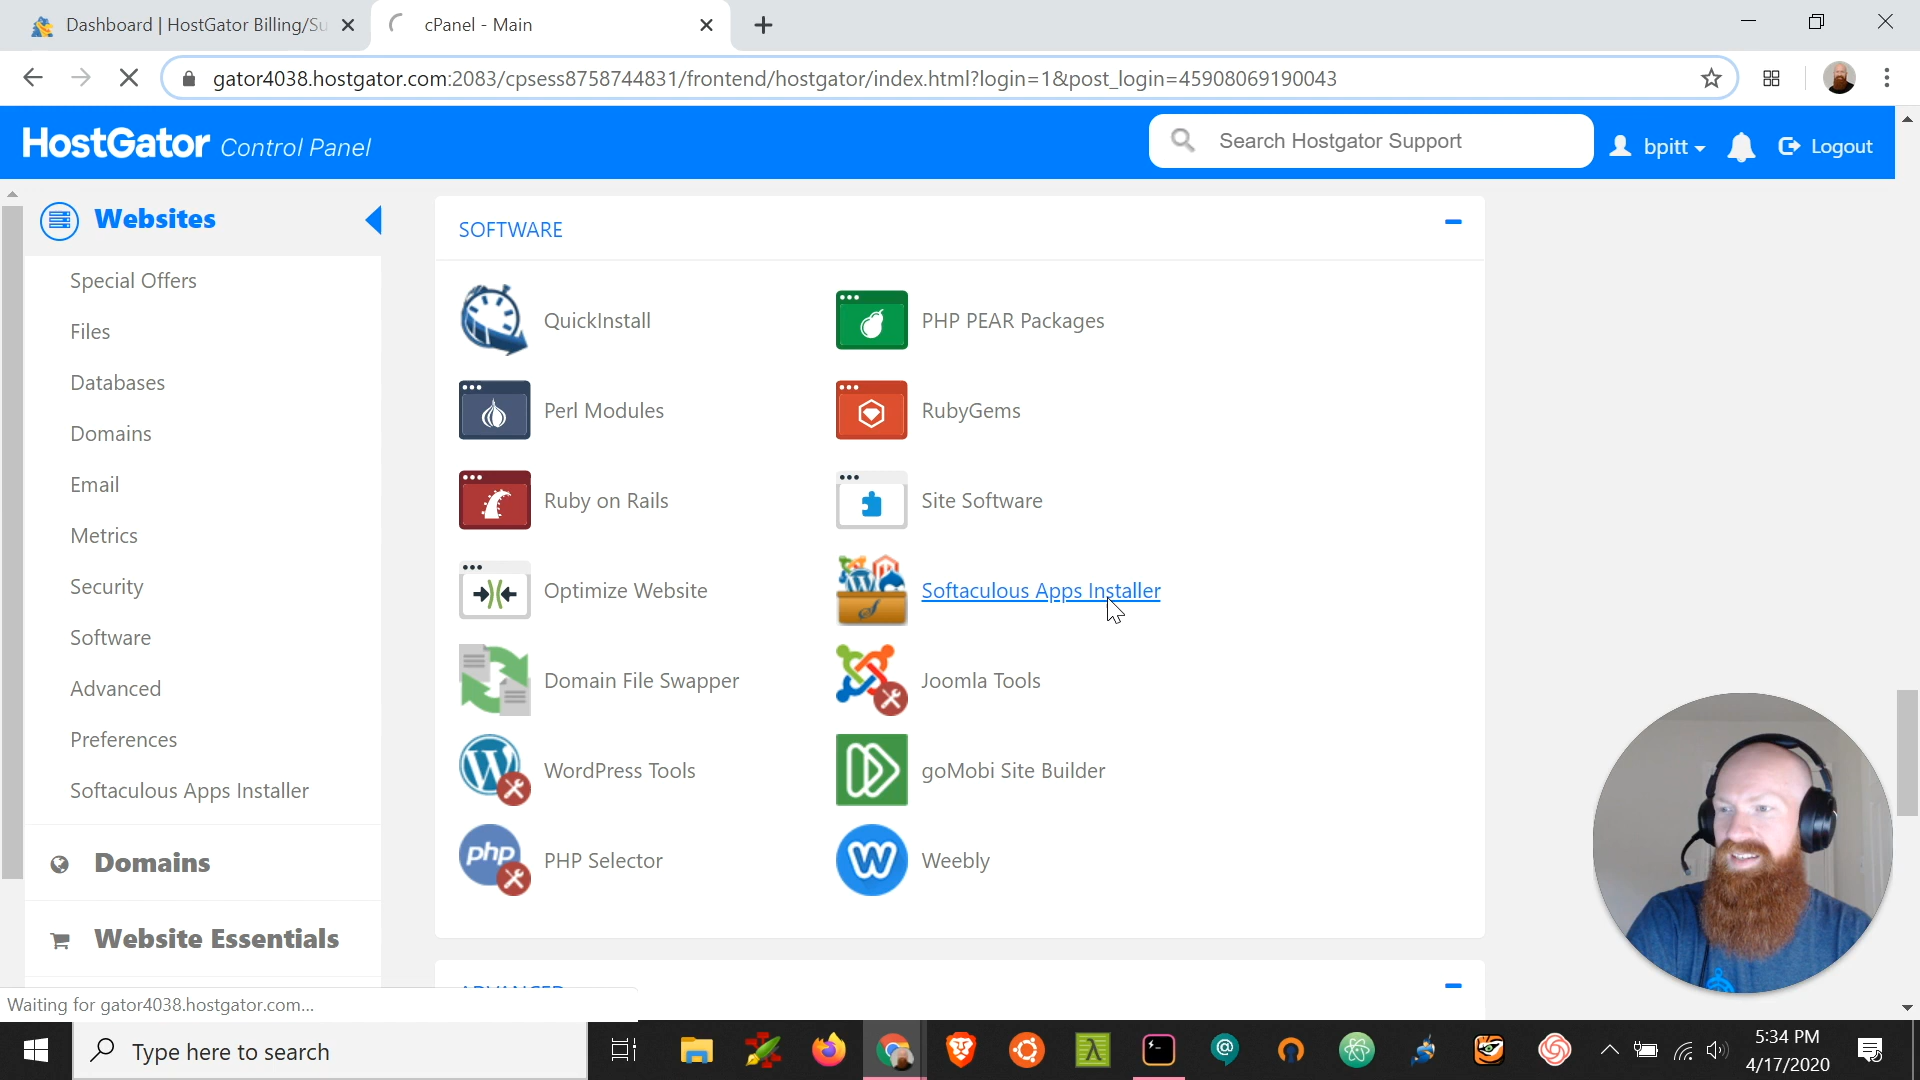 Dashboard | HostGator Billing/Su
cPanel - Main
gator4038.hostgator.com:2083/cpsess8758744831/frontend/hostgator/index.html?login=1&post_login=45908069190043
HostGator Control Panel
Search Hostgator Support
bpitt
Logout
Websites
Special Offers
Files
Databases
Domains
Email
Metrics
Security
Software
Advanced
Preferences
Softaculous Apps Installer
Domains
Website Essentials
SOFTWARE
QuickInstall
PHP PEAR Packages
Perl Modules
RubyGems
Ruby on Rails
Site Software
Optimize Website
Softaculous Apps Installer
Domain File Swapper
Joomla Tools
WordPress Tools
goMobi Site Builder
php
PHP Selector
Weebly
ADVANCED
Waiting for gator4038.hostgator.com...
Type here to search
5:34 PM
4/17/2020